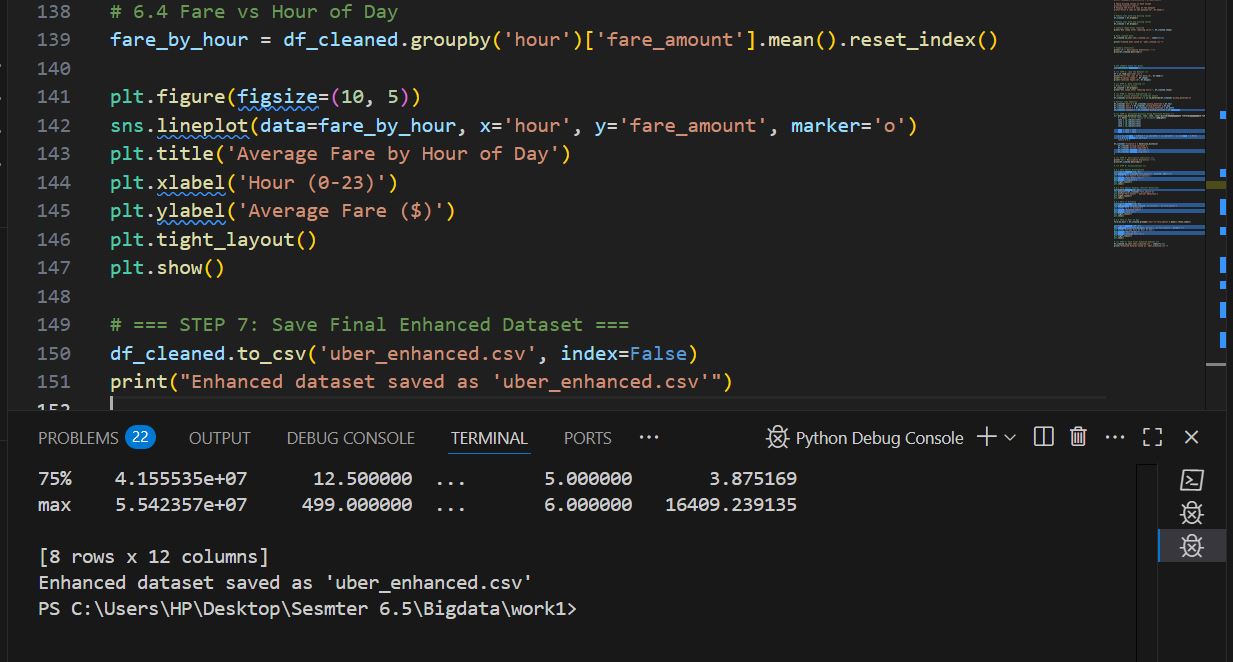 138 # 6.4 Fare vs Hour of Day
139 fare_by_hour = df_cleaned.groupby('hour')['fare_amount'].mean().reset_index()
140
141 plt.figure(figsize=(10, 5))
142 sns.lineplot(data=fare_by_hour, x='hour', y='fare_amount', marker='o')
143 plt.title('Average Fare by Hour of Day')
144 plt.xlabel('Hour (0-23)')
145 plt.ylabel('Average Fare ($)')
146 plt.tight_layout()
147 plt.show()
148
149 # === STEP 7: Save Final Enhanced Dataset ===
150 df_cleaned.to_csv('uber_enhanced.csv', index=False)
151 print("Enhanced dataset saved as 'uber_enhanced.csv'")
152
PROBLEMS 22 OUTPUT DEBUG CONSOLE TERMINAL PORTS ... Python Debug Console
75% 4.155535e+07 12.500000 ... 5.000000 3.875169
max 5.542357e+07 499.000000 ... 6.000000 16409.239135
[8 rows x 12 columns]
Enhanced dataset saved as 'uber_enhanced.csv'
PS C:\Users\HP\Desktop\Sesmter 6.5\Bigdata\work1>